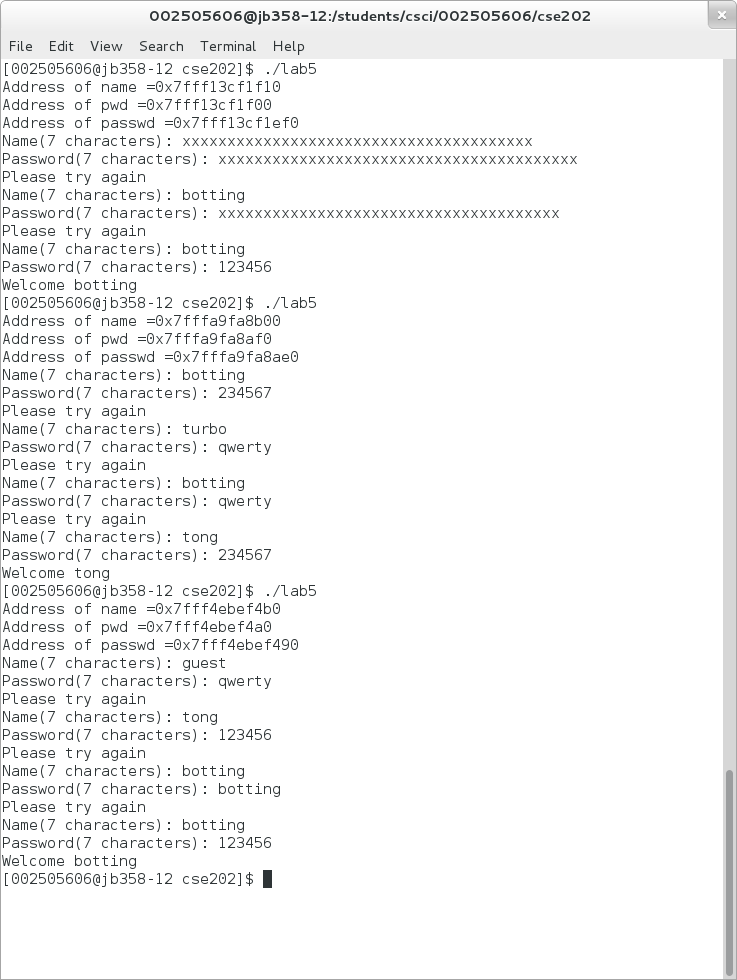 002505606@jb358-12:/students/csci/002505606/cse202
File Edit View Search Terminal Help
[002505606@jb358-12 cse202]$ ./lab5
Address of name =0x7fff13cf1f10
Address of pwd =0x7fff13cf1f00
Address of passwd =0x7fff13cf1ef0
Name(7 characters): xxxxxxxxxxxxxxxxxxxxxxxxxxxxxxxxxxxxxxx
Password(7 characters): xxxxxxxxxxxxxxxxxxxxxxxxxxxxxxxxxxxxxxxx
Please try again
Name(7 characters): botting
Password(7 characters): xxxxxxxxxxxxxxxxxxxxxxxxxxxxxxxxxxxxxx
Please try again
Name(7 characters): botting
Password(7 characters): 123456
Welcome botting
[002505606@jb358-12 cse202]$ ./lab5
Address of name =0x7fffa9fa8b00
Address of pwd =0x7fffa9fa8af0
Address of passwd =0x7fffa9fa8ae0
Name(7 characters): botting
Password(7 characters): 234567
Please try again
Name(7 characters): turbo
Password(7 characters): qwerty
Please try again
Name(7 characters): botting
Password(7 characters): qwerty
Please try again
Name(7 characters): tong
Password(7 characters): 234567
Welcome tong
[002505606@jb358-12 cse202]$ ./lab5
Address of name =0x7fff4ebef4b0
Address of pwd =0x7fff4ebef4a0
Address of passwd =0x7fff4ebef490
Name(7 characters): guest
Password(7 characters): qwerty
Please try again
Name(7 characters): tong
Password(7 characters): 123456
Please try again
Name(7 characters): botting
Password(7 characters): botting
Please try again
Name(7 characters): botting
Password(7 characters): 123456
Welcome botting
[002505606@jb358-12 cse202]$